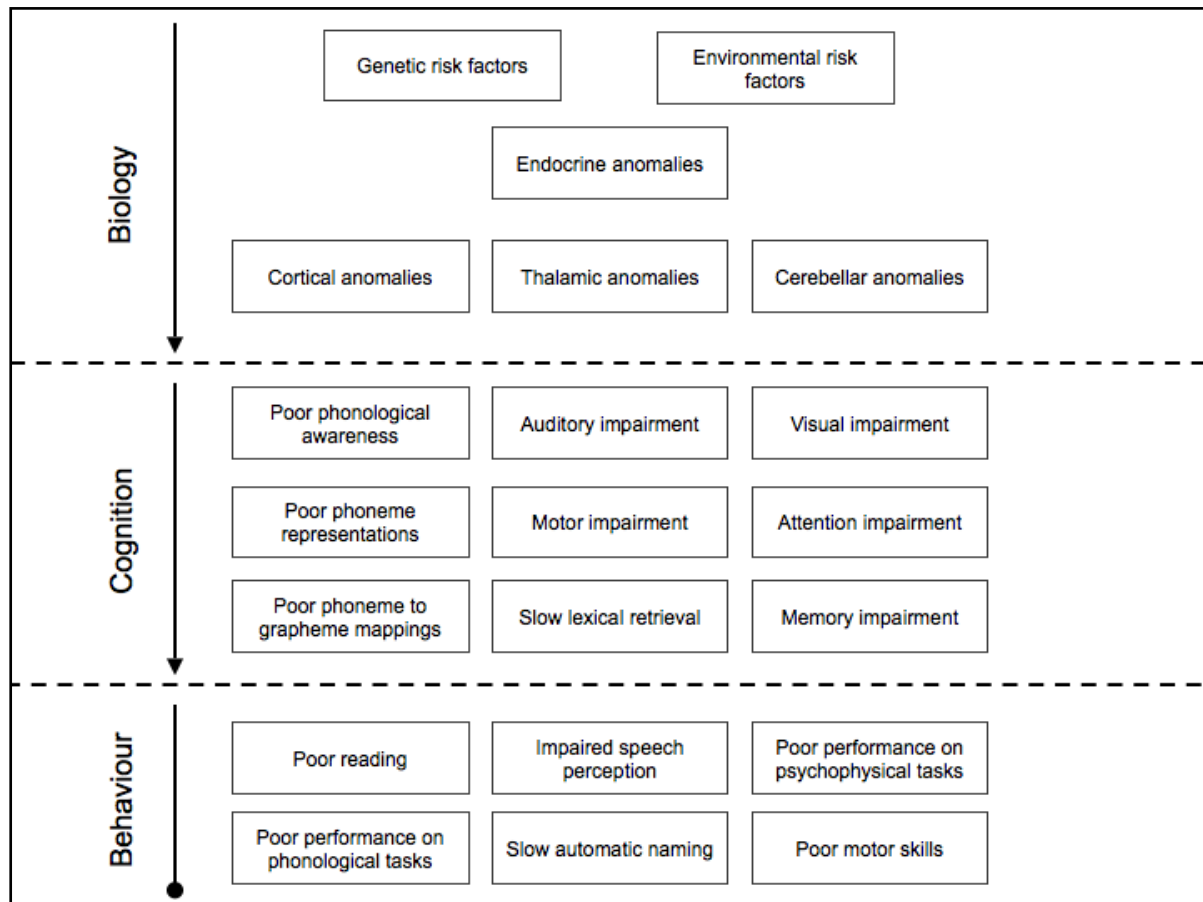 Biology
Genetic risk factors
Environmental risk
factors
Endocrine anomalies
Cortical anomalies
Thalamic anomalies
Cerebellar anomalies
Cognition
Poor phonological
awareness
Auditory impairment
Visual impairment
Poor phoneme
representations
Motor impairment
Attention impairment
Poor phoneme to
grapheme mappings
Slow lexical retrieval
Memory impairment
Behaviour
Poor reading
Impaired speech
perception
Poor performance on
psychophysical tasks
Poor performance on
phonological tasks
Slow automatic naming
Poor motor skills